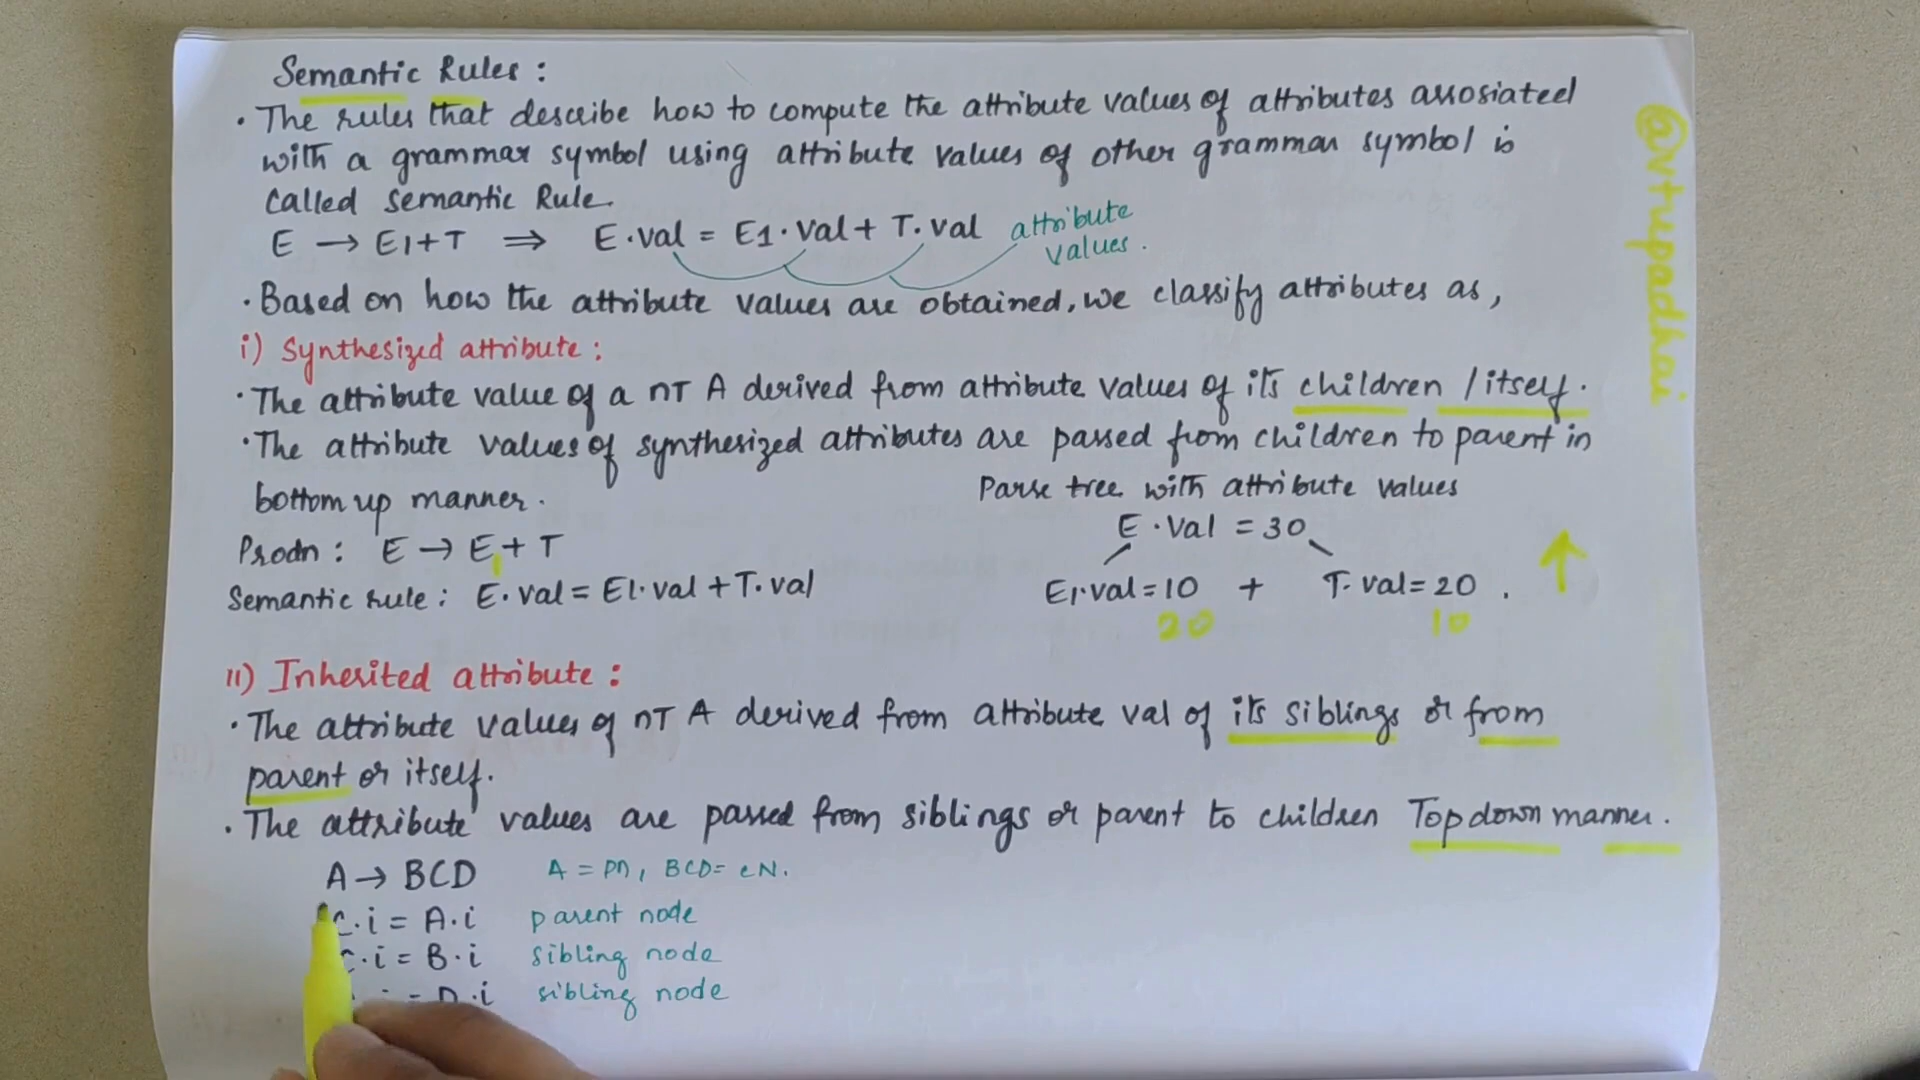 Semantic Rules :
• The rules that describe how to compute the attribute values of attributes assosiated
with a grammar symbol using attribute values of other grammar symbol is
called semantic Rule.
E → E1+T ⇒ E.val = E1.val + T.val attribute
values.
• Based on how the attribute values are obtained, we classify attributes as,
i) Synthesized attribute :
• The attribute value of a nT A derived from attribute values of its children / itself.
• The attribute values of synthesized attributes are passed from children to parent in
bottom up manner.
Parse tree with attribute values
E.val = 30
Prodn : E → E1 + T
Semantic rule : E.val = E1.val + T.val
E1.val = 10 + T.val = 20 .
20 10
ii) Inherited attribute :
• The attribute values of nT A derived from attribute val of its siblings or from
parent or itself.
• The attribute values are passed from siblings or parent to children Top down manner.
A → BCD A = PN, BCD = CN.
C.i = A.i parent node
C.i = B.i sibling node
.i = D.i sibling node
@vtupadhai